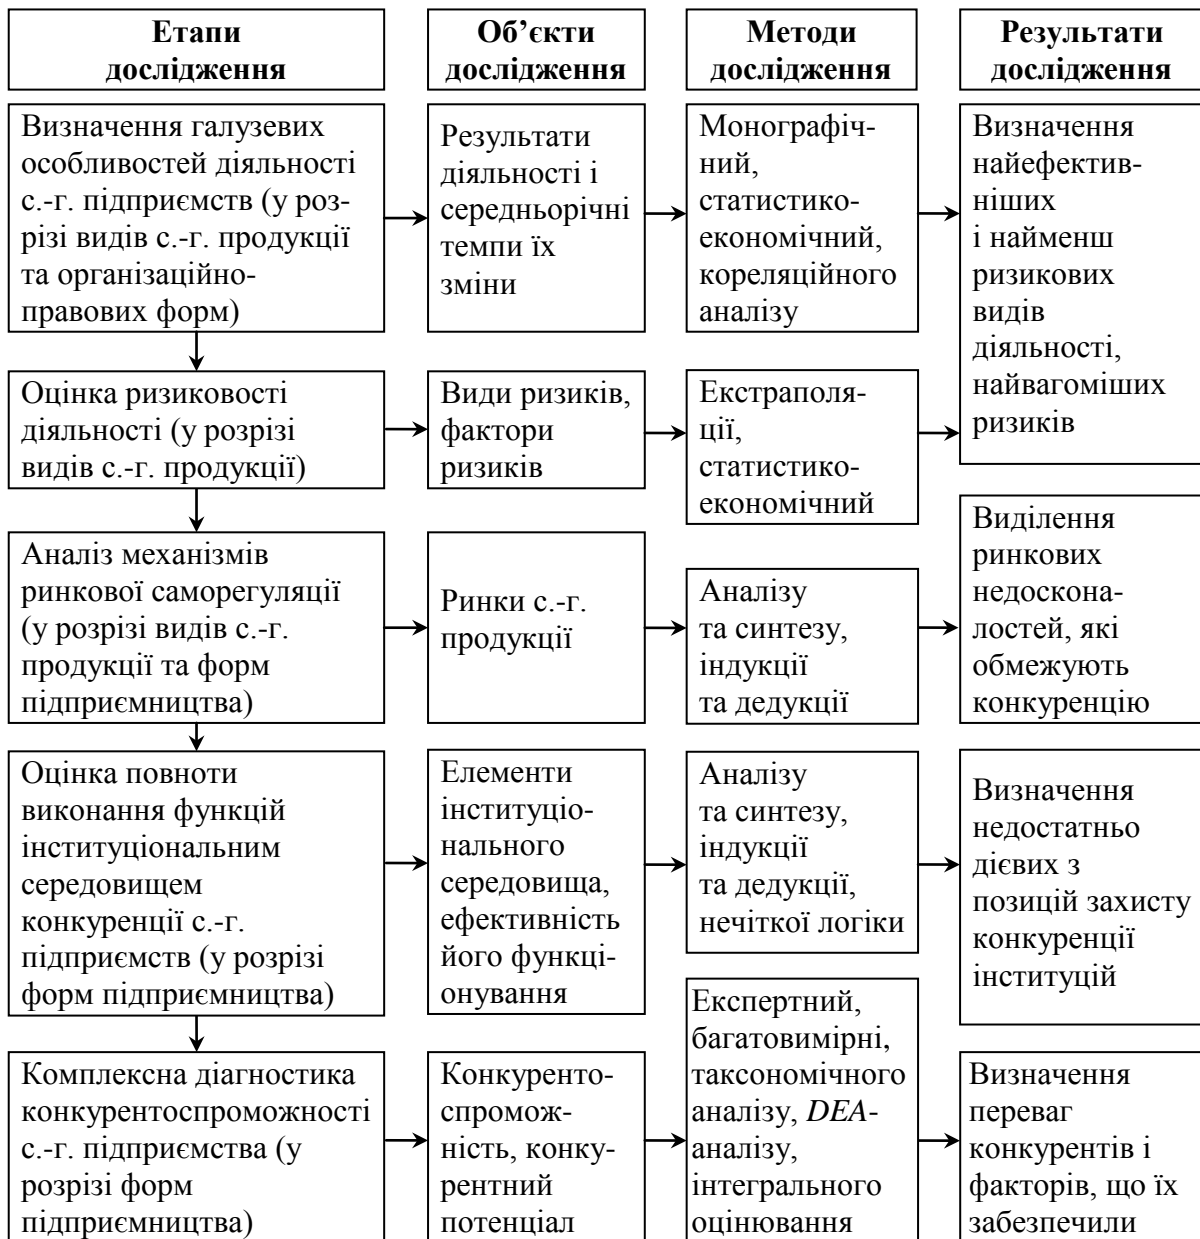 Етапи
дослідження
Об’єкти
дослідження
Методи
дослідження
Результати
дослідження
Визначення галузевих
особливостей діяльності
с.-г. підприємств (у роз-
різі видів с.-г. продукції
та організаційно-
правових форм)
Результати
діяльності і
середньорічні
темпи їх
зміни
Монографіч-
ний,
статистико-
економічний,
кореляційного
аналізу
Визначення
найефектив-
ніших
і найменш
ризикових
видів
діяльності,
найвагоміших
ризиків
Оцінка ризиковості
діяльності (у розрізі
видів с.-г. продукції)
Види ризиків,
фактори
ризиків
Екстраполя-
ції,
статистико-
економічний
Аналіз механізмів
ринкової саморегуляції
(у розрізі видів с.-г.
продукції та форм
підприємництва)
Ринки с.-г.
продукції
Аналізу
та синтезу,
індукції
та дедукції
Виділення
ринкових
недоскона-
лостей, які
обмежують
конкуренцію
Оцінка повноти
виконання функцій
інституціональним
середовищем
конкуренції с.-г.
підприємств (у розрізі
форм підприємництва)
Елементи
інституціо-
нального
середовища,
ефективність
його функці-
онування
Аналізу
та синтезу,
індукції
та дедукції,
нечіткої логіки
Визначення
недостатньо
дієвих з
позицій захисту
конкуренції
інституцій
Комплексна діагностика
конкурентоспроможності
с.-г. підприємства (у
розрізі форм
підприємництва)
Конкуренто-
спромож-
ність, конку-
рентний
потенціал
Експертний,
багатовимірні,
таксономічного
аналізу, DEA-
аналізу,
інтегрального
оцінювання
Визначення
переваг
конкурентів і
факторів, що їх
забезпечили